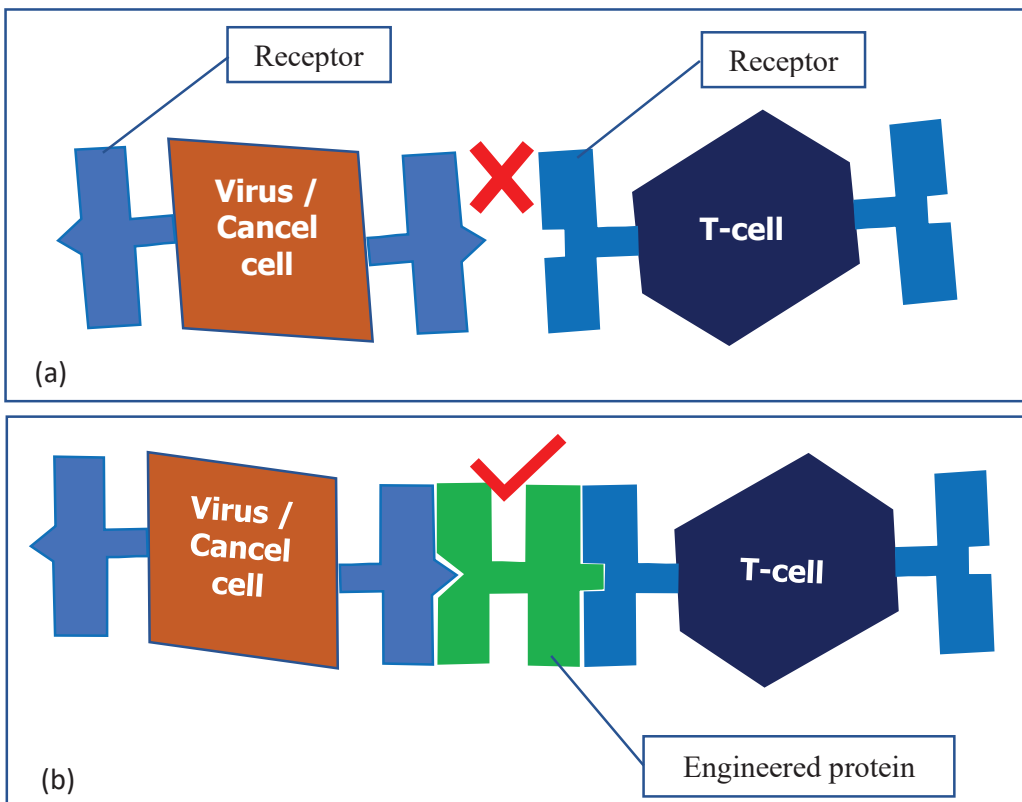 Receptor
Receptor
Virus /
Cancel
cell
T-cell
(a)
Virus /
Cancel
cell
T-cell
Engineered protein
(b)